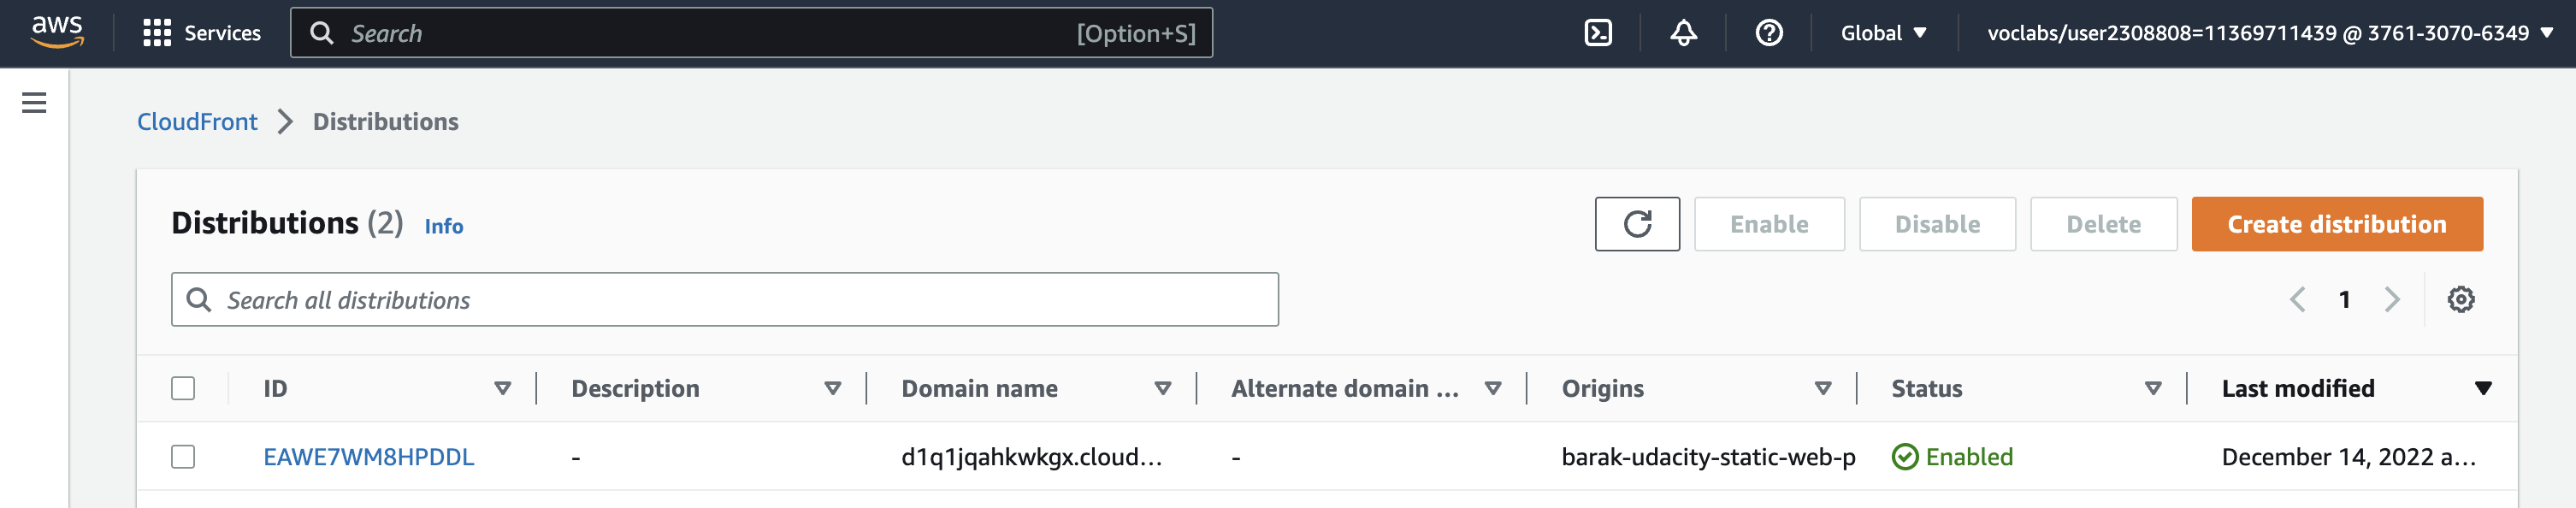 aws Services Search [Option+S] Global voclabs/user2308808=11369711439 @ 3761-3070-6349
CloudFront Distributions
Distributions (2) Info Enable Disable Delete Create distribution
Search all distributions 1
ID Description Domain name Alternate domain ... Origins Status Last modified
EAWE7WM8HPDDL - d1q1jqahkwkgx.cloud... - barak-udacity-static-web-p Enabled December 14, 2022 a...